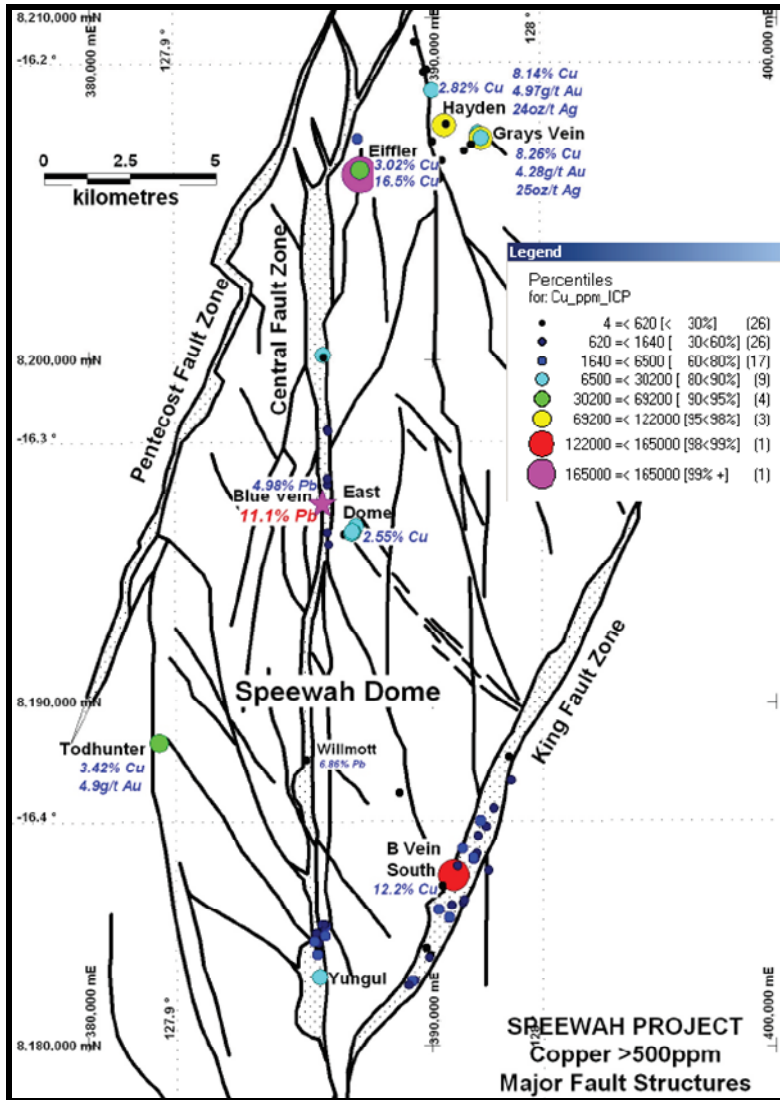 8,210,000 mN
-16.2 °
380,000 mE
127.9 °
390,000 mE
128 °
400,000 mE
2.82% Cu
8.14% Cu
4.97g/t Au
24oz/t Ag
Hayden
Grays Vein
8.26% Cu
4.28g/t Au
25oz/t Ag
Eiffler
3.02% Cu
16.5% Cu
0 2.5 5
kilometres
Pentecost Fault Zone
Central Fault Zone
Legend
Percentiles
for: Cu_ppm_ICP
4 =< 620 [< 30%] (26)
620 =< 1640 [ 30<60%] (26)
1640 =< 6500 [ 60<80%] (17)
6500 =< 30200 [ 80<90%] (9)
30200 =< 69200 [ 90<95%] (4)
69200 =< 122000 [95<98%] (3)
122000 =< 165000 [98<99%] (1)
165000 =< 165000 [99% +] (1)
8,200,000 mN
-16.3 °
4.98% Pb
Blue Vein
11.1% Pb
East
Dome
2.55% Cu
Speewah Dome
King Fault Zone
8,190,000 mN
Todhunter
3.42% Cu
4.9g/t Au
Willmott
6.86% Pb
-16.4 °
B Vein
South
12.2% Cu
Yungul
380,000 mE
127.9 °
390,000 mE
128 °
400,000 mE
8,180,000 mN
SPEEWAH PROJECT
Copper >500ppm
Major Fault Structures